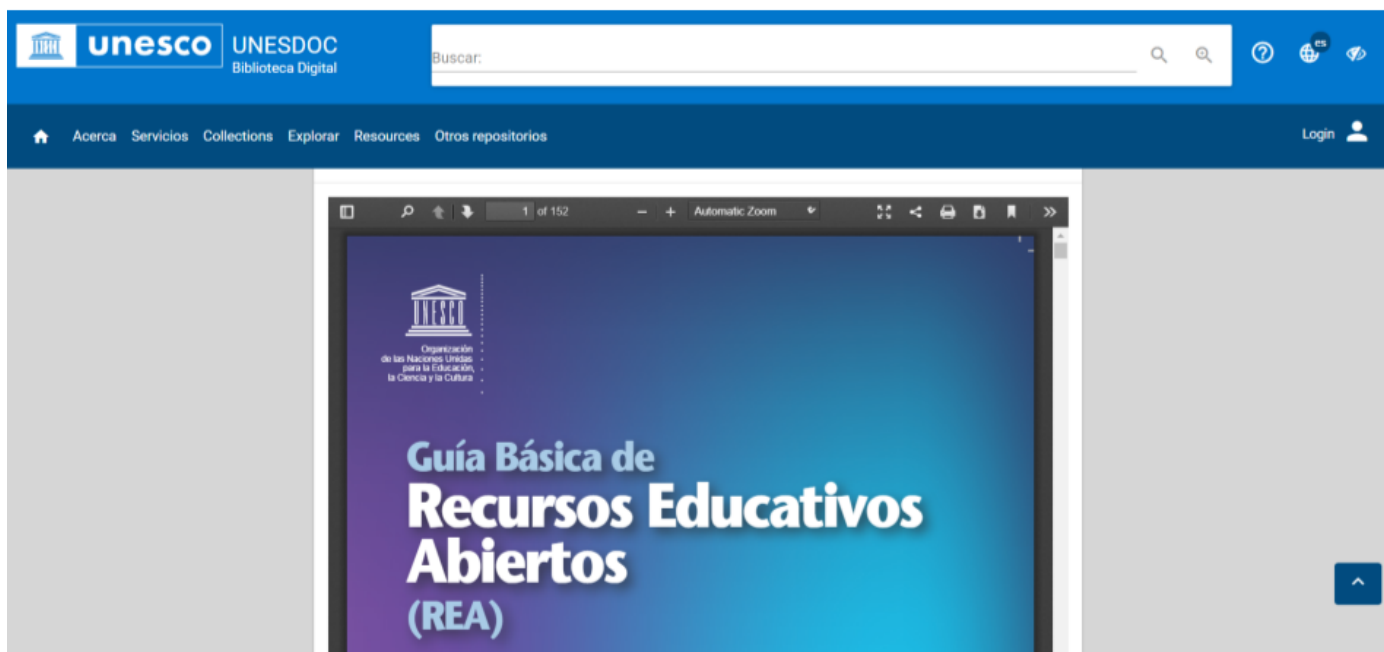 unesco
UNESDOC
Biblioteca Digital
Buscar:
es
Acerca Servicios Collections Explorar Resources Otros repositorios
Login
1 of 152
Automatic Zoom
UNESCO
Organización
de las Naciones Unidas
para la Educación,
la Ciencia y la Cultura
Guía Básica de
Recursos Educativos
Abiertos
(REA)